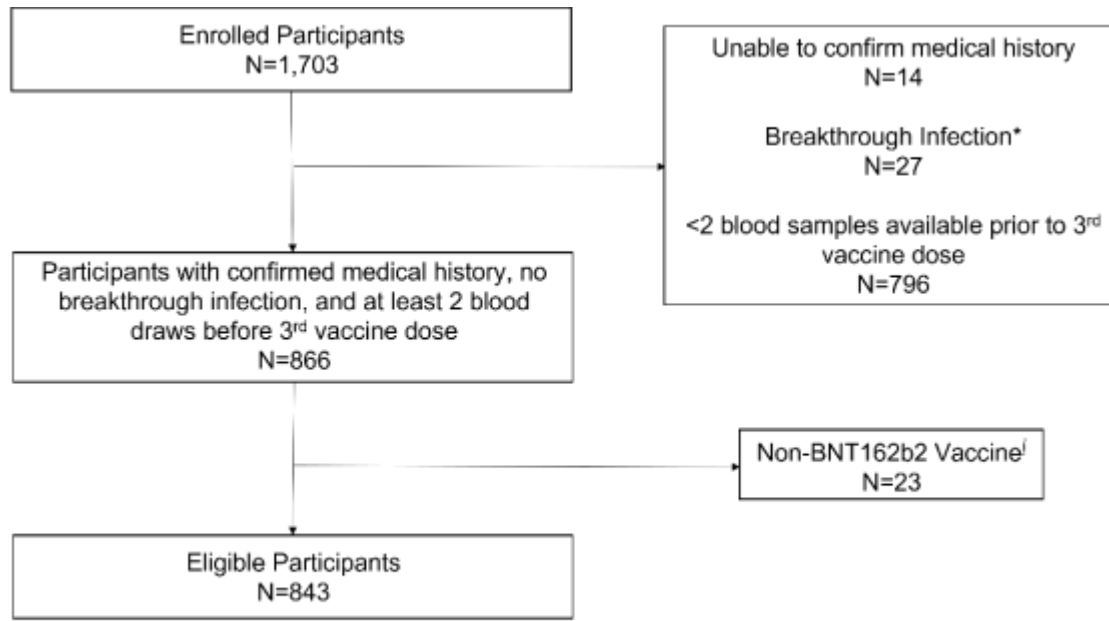 Enrolled Participants
N=1,703
Unable to confirm medical history
N=14
Breakthrough Infection*
N=27
<2 blood samples available prior to 3rd
vaccine dose
N=796
Participants with confirmed medical history, no
breakthrough infection, and at least 2 blood
draws before 3rd vaccine dose
N=866
Non-BNT162b2 Vaccineʃ
N=23
Eligible Participants
N=843